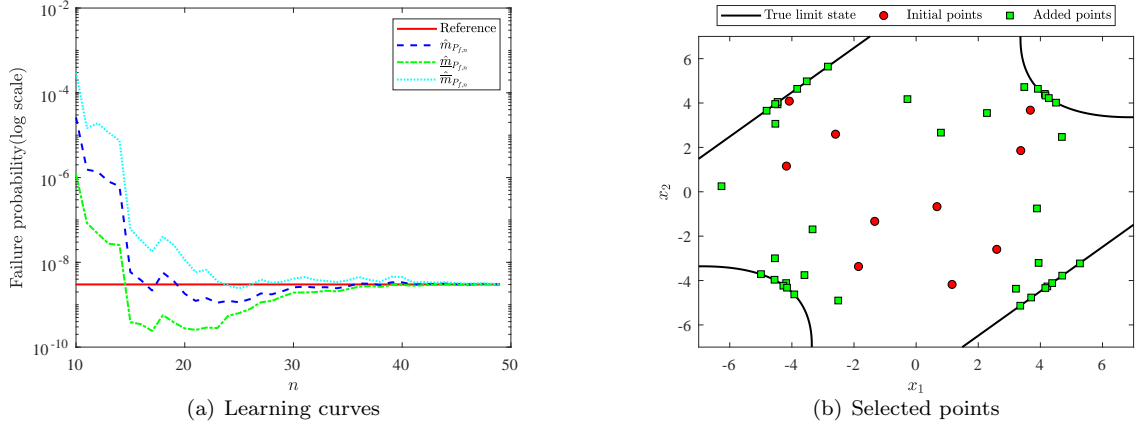 10^-2
10^-4
10^-6
10^-8
10^-10
Failure probability(log scale)
10 20 30 40 50
n
Reference
m̂_{P_{f,n}}
\underline{m̂}_{P_{f,n}}
\overline{m̂}_{P_{f,n}}
(a) Learning curves
True limit state Initial points Added points
6
4
2
0
-2
-4
-6
x_2
-6 -4 -2 0 2 4 6
x_1
(b) Selected points